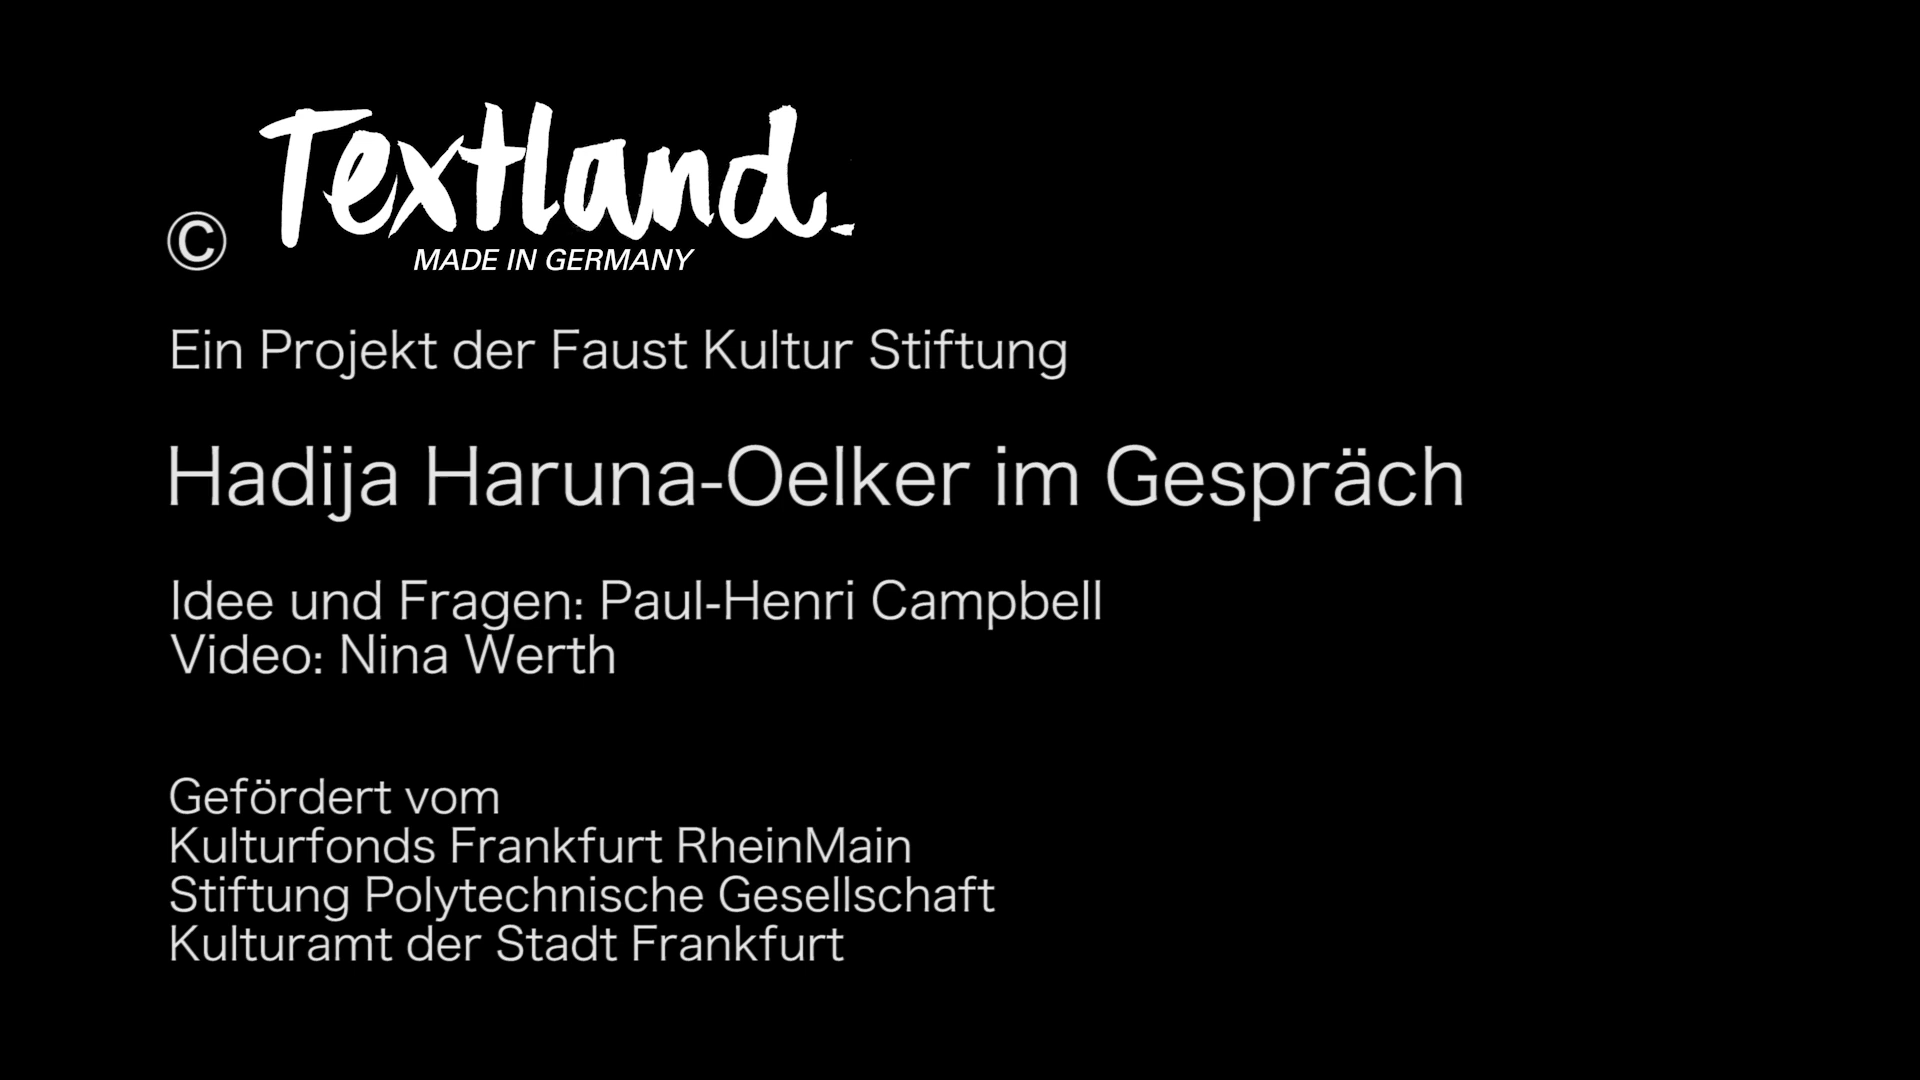 © Textland.
MADE IN GERMANY
Ein Projekt der Faust Kultur Stiftung
Hadija Haruna-Oelker im Gespräch
Idee und Fragen: Paul-Henri Campbell
Video: Nina Werth
Gefördert vom
Kulturfonds Frankfurt RheinMain
Stiftung Polytechnische Gesellschaft
Kulturamt der Stadt Frankfurt